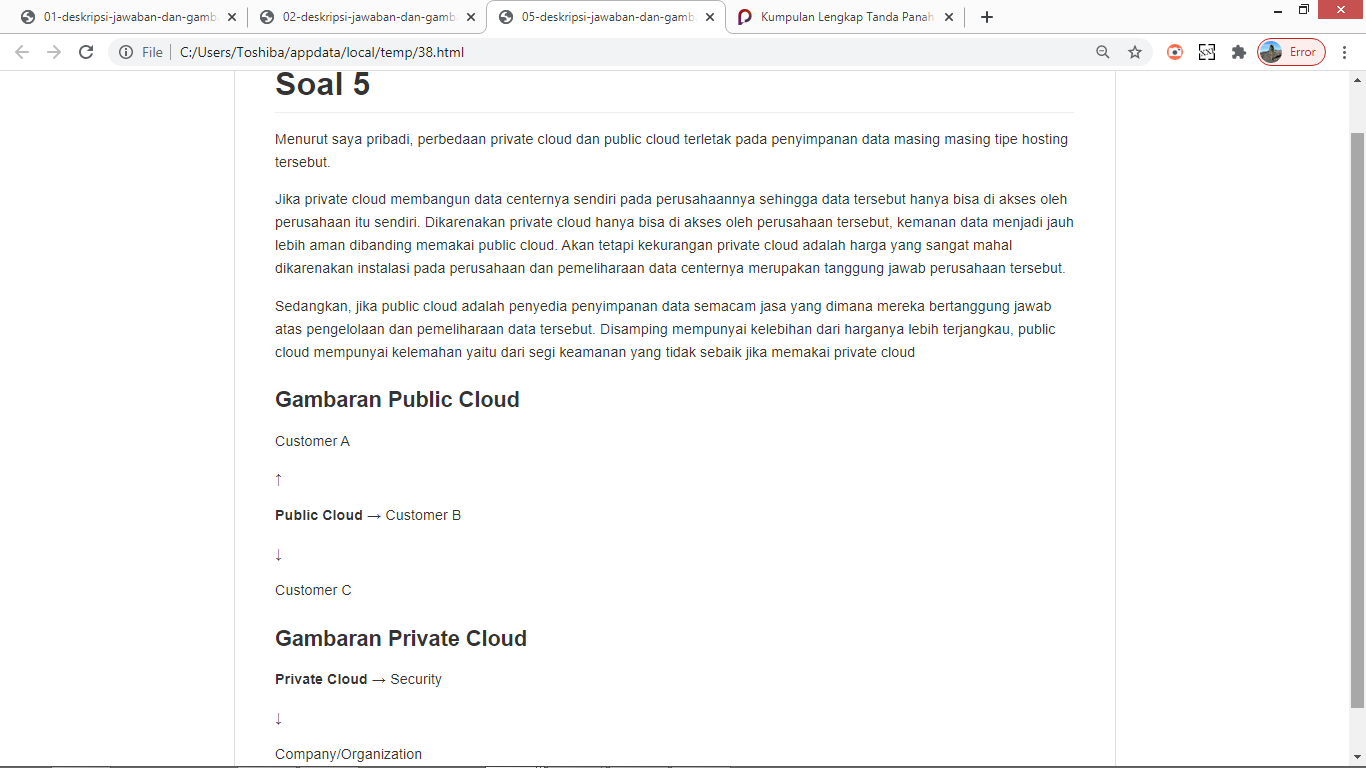 01-deskripsi-jawaban-dan-gamb
02-deskripsi-jawaban-dan-gamb
05-deskripsi-jawaban-dan-gamb
Kumpulan Lengkap Tanda Panah
File
C:/Users/Toshiba/appdata/local/temp/38.html
Error
Soal 5
Menurut saya pribadi, perbedaan private cloud dan public cloud terletak pada penyimpanan data masing masing tipe hosting
tersebut.
Jika private cloud membangun data centernya sendiri pada perusahaannya sehingga data tersebut hanya bisa di akses oleh
perusahaan itu sendiri. Dikarenakan private cloud hanya bisa di akses oleh perusahaan tersebut, kemanan data menjadi jauh
lebih aman dibanding memakai public cloud. Akan tetapi kekurangan private cloud adalah harga yang sangat mahal
dikarenakan instalasi pada perusahaan dan pemeliharaan data centernya merupakan tanggung jawab perusahaan tersebut.
Sedangkan, jika public cloud adalah penyedia penyimpanan data semacam jasa yang dimana mereka bertanggung jawab
atas pengelolaan dan pemeliharaan data tersebut. Disamping mempunyai kelebihan dari harganya lebih terjangkau, public
cloud mempunyai kelemahan yaitu dari segi keamanan yang tidak sebaik jika memakai private cloud
Gambaran Public Cloud
Customer A
↑
Public Cloud → Customer B
↓
Customer C
Gambaran Private Cloud
Private Cloud → Security
↓
Company/Organization